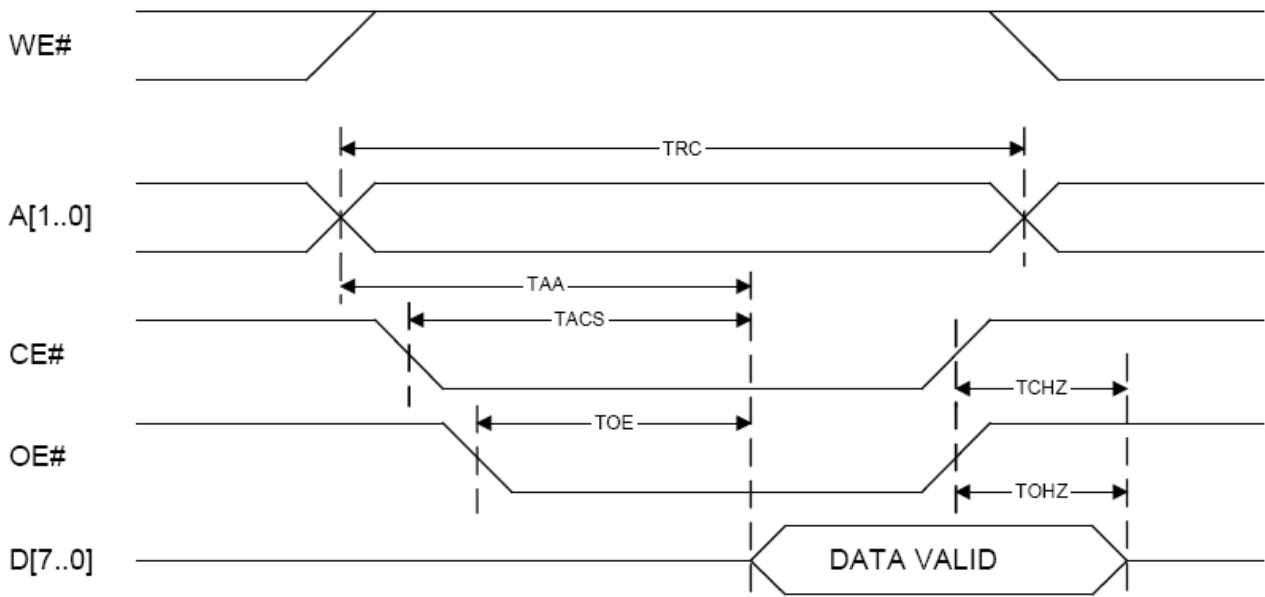 WE#
TRC
A[1..0]
TAA
TACS
CE#
TCHZ
TOE
OE#
TOHZ
D[7..0]
DATA VALID